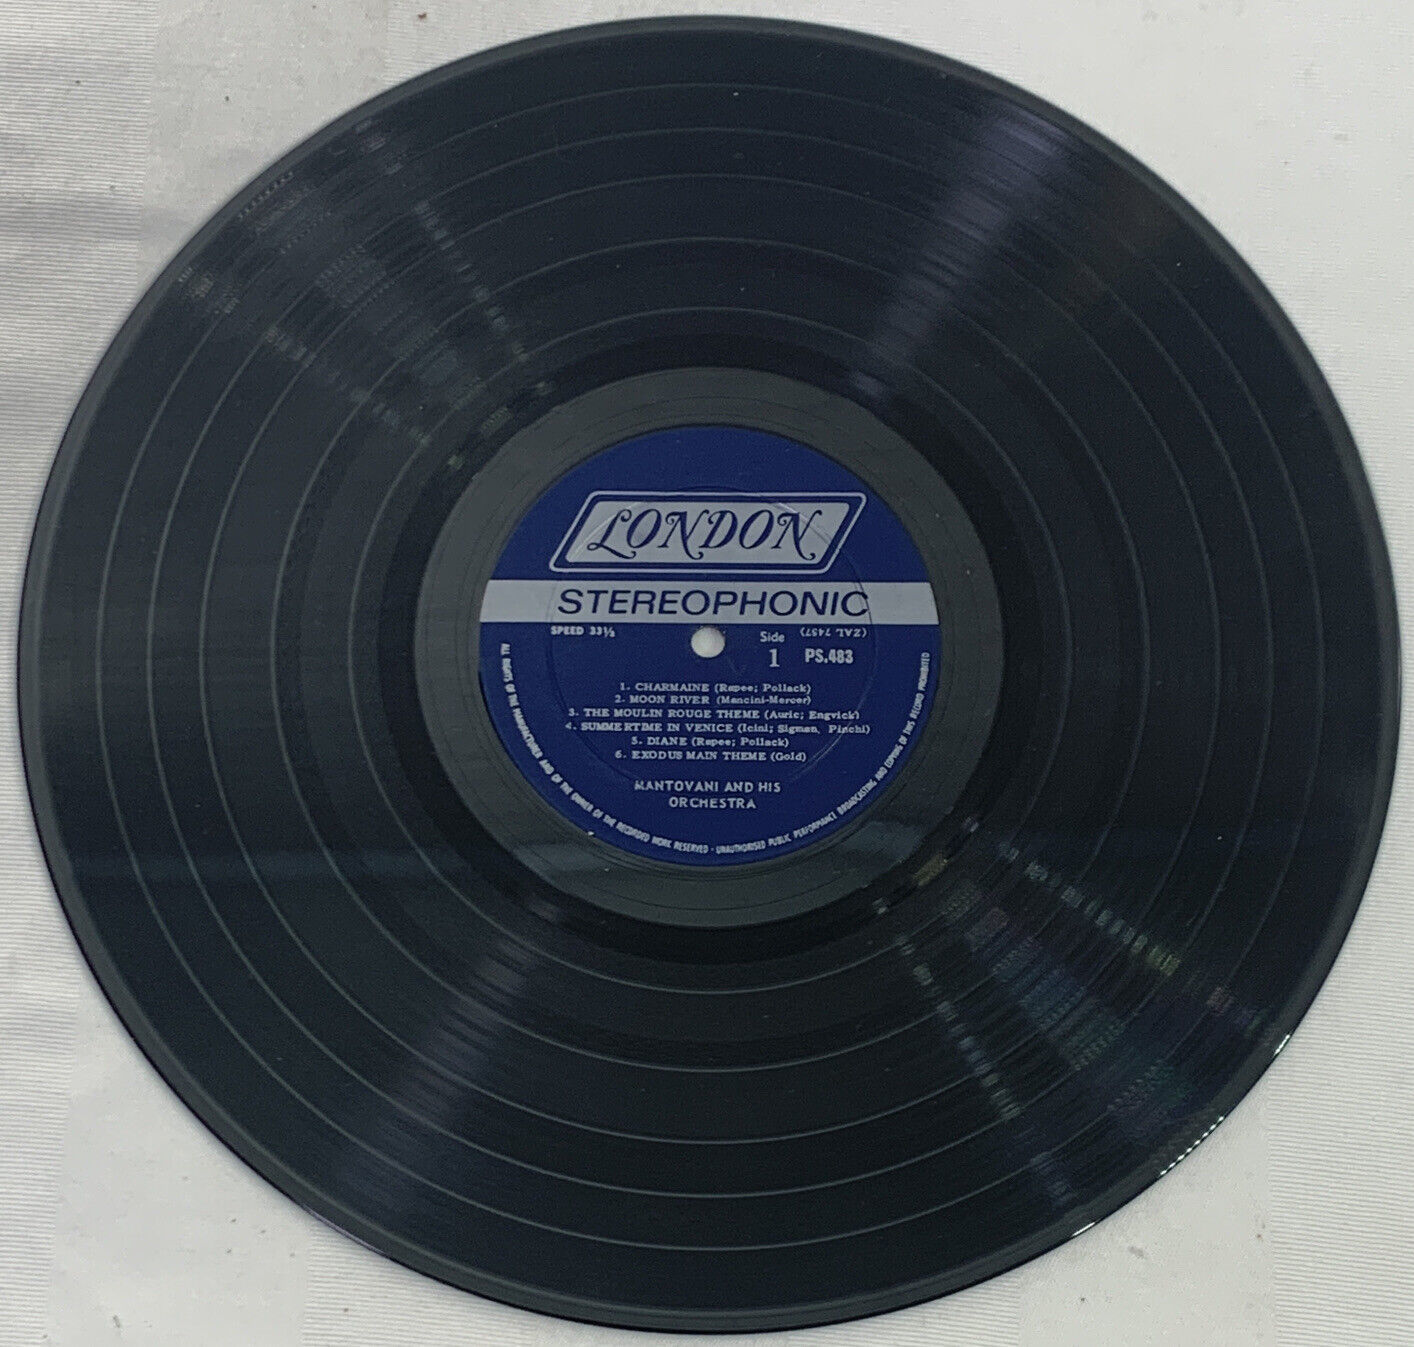 LONDON
STEREOPHONIC
SPEED 33⅓
Side 1
(ZAL 7457)
PS.483
1. CHARMAINE (Rapee; Pollack)
2. MOON RIVER (Mancini-Mercer)
3. THE MOULIN ROUGE THEME (Auric; Engvick)
4. SUMMERTIME IN VENICE (Icini; Sigman, Pinchi)
5. DIANE (Rapee; Pollack)
6. EXODUS MAIN THEME (Gold)
MANTOVANI AND HIS
ORCHESTRA
ALL RIGHTS OF THE MANUFACTURER AND OF THE OWNER OF THE RECORDED WORK RESERVED · UNAUTHORISED PUBLIC PERFORMANCE BROADCASTING AND COPYING OF THIS RECORD PROHIBITED